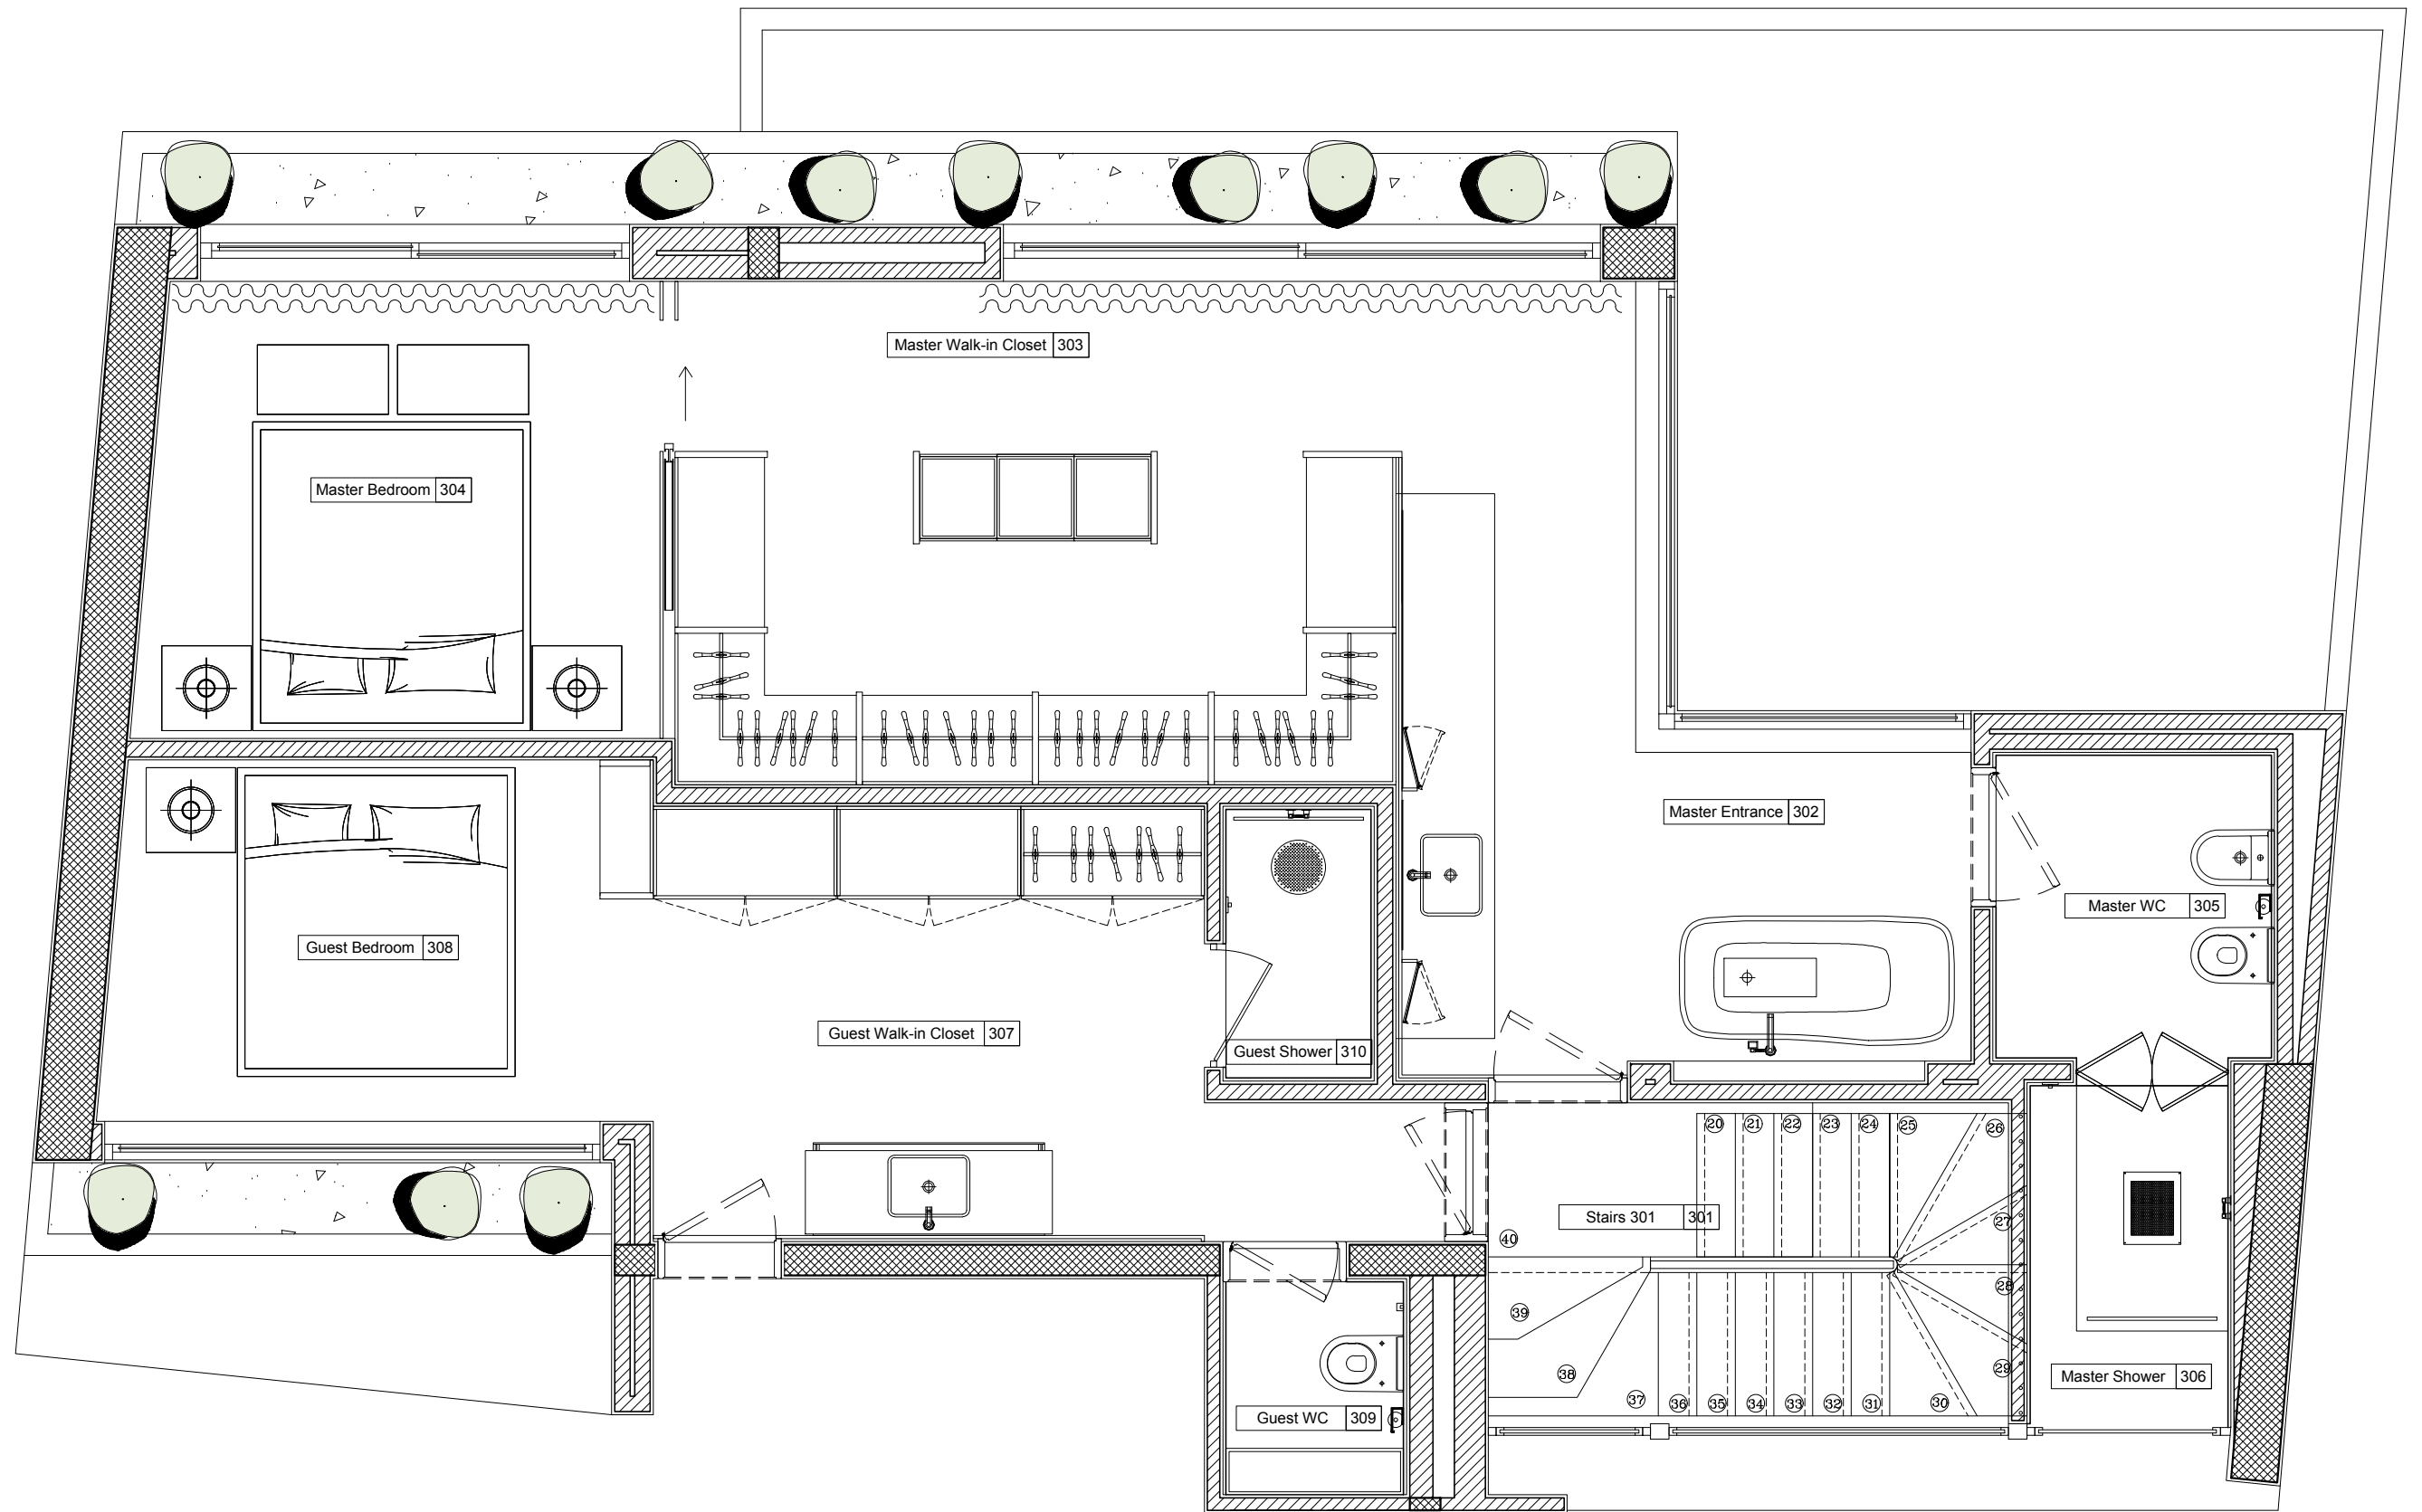 Master Walk-in Closet 303
Master Bedroom 304
Master Entrance 302
Master WC 305
Guest Bedroom 308
Guest Walk-in Closet 307
Guest Shower 310
20 21 22 23 24 25 26
Stairs 301 301
27
40
28
39
29
38
Master Shower 306
37 36 35 34 33 32 31 30
Guest WC 309